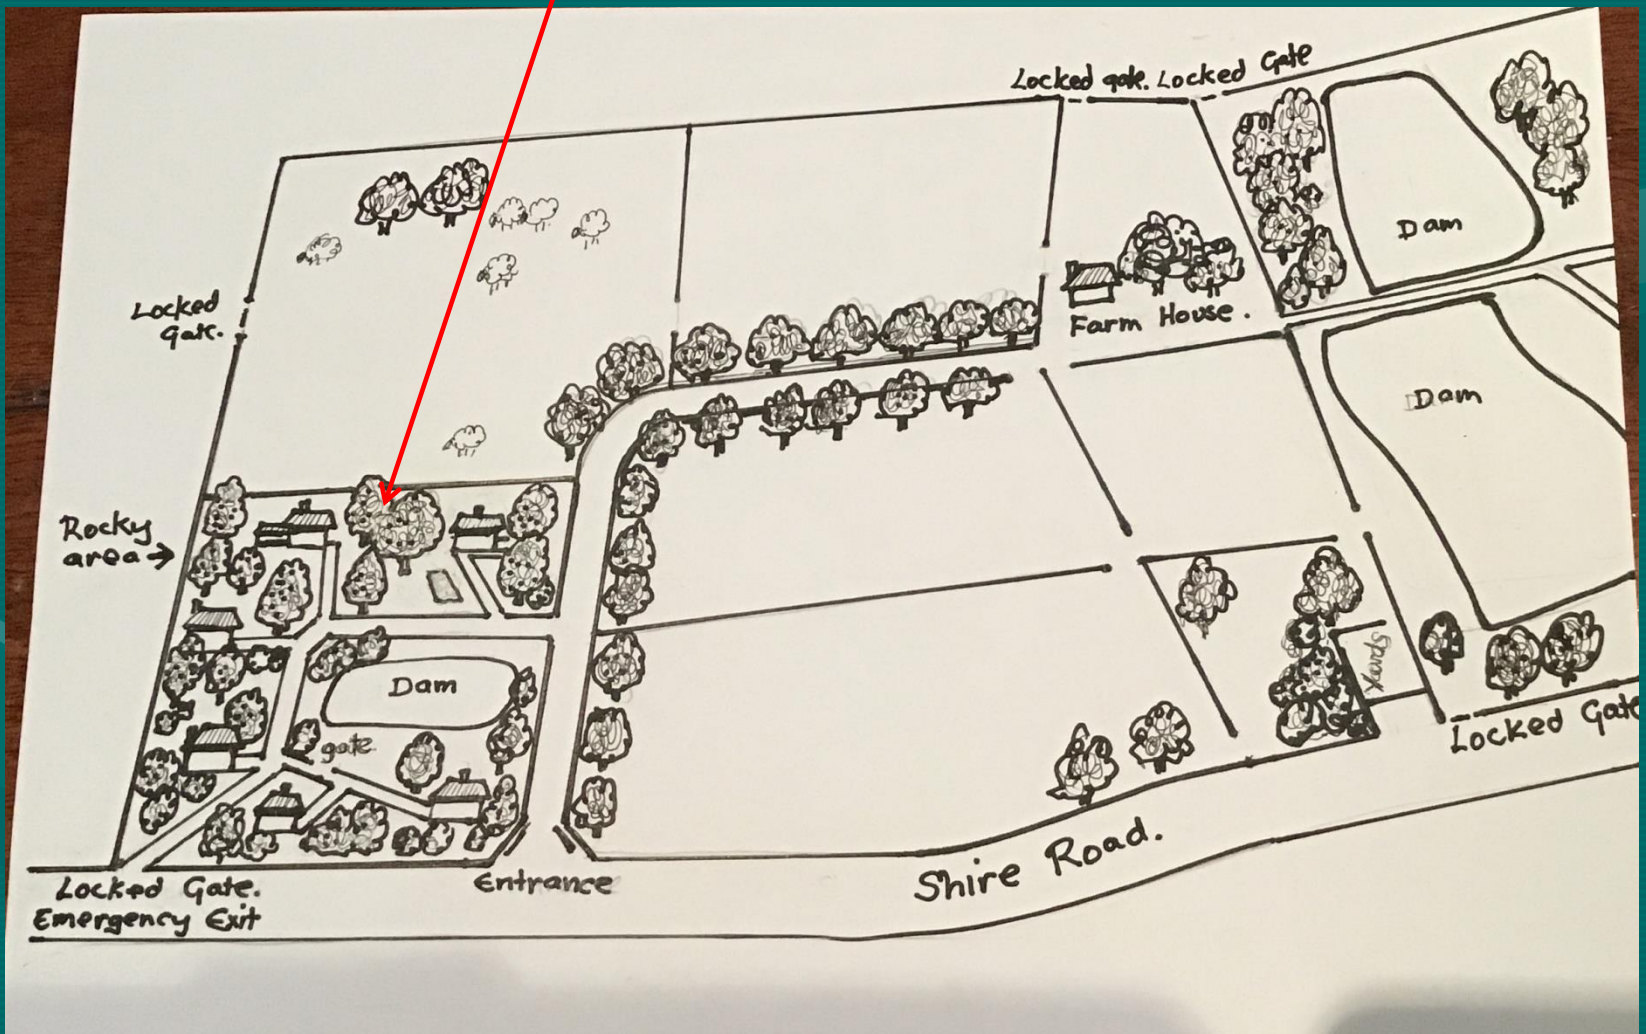 Locked gate. Locked Gate
Dam
Locked
Gate.
Farm House.
Dam
Rocky
area →
Dam
gate
Locked Gate
Shire Road.
Entrance
Locked Gate.
Emergency Exit